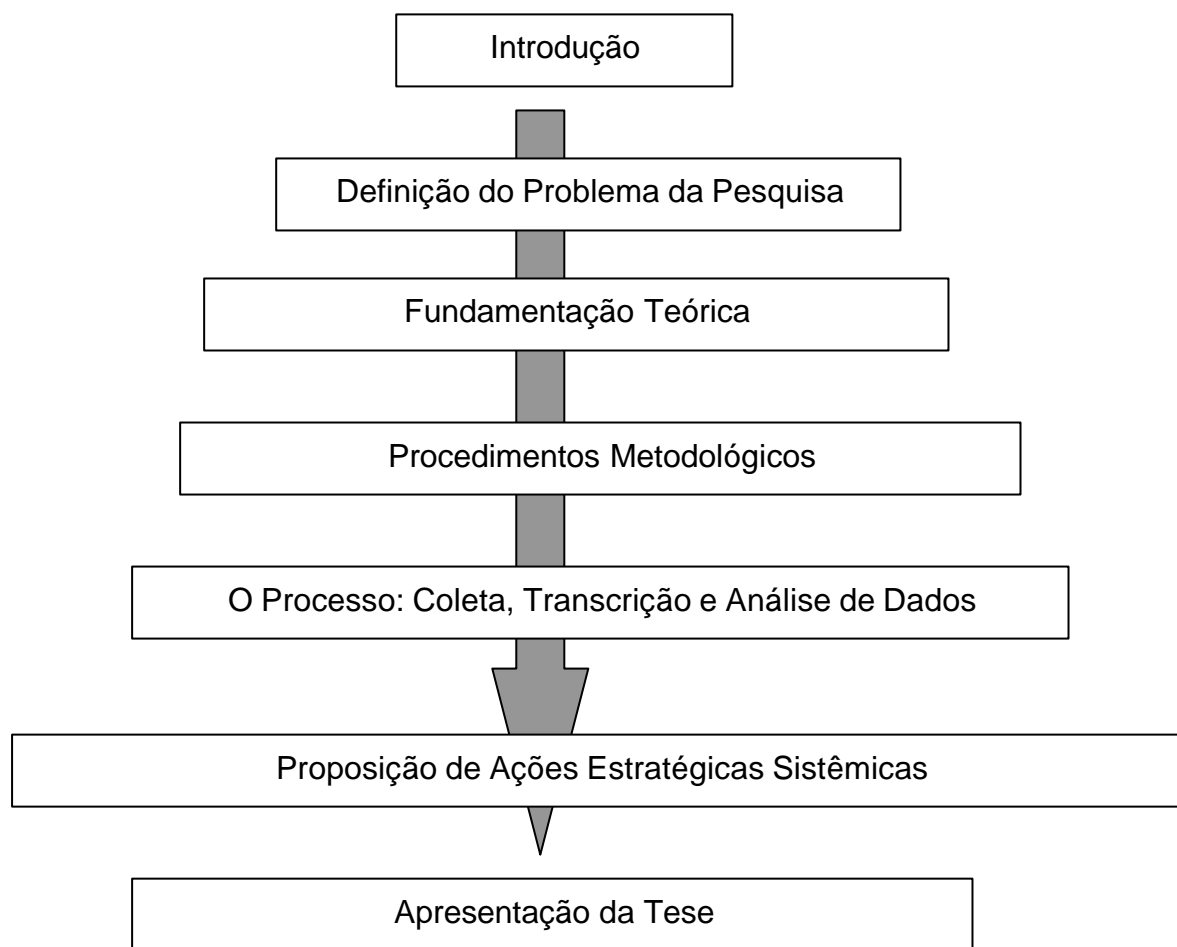 Introdução
Definição do Problema da Pesquisa
Fundamentação Teórica
Procedimentos Metodológicos
O Processo: Coleta, Transcrição e Análise de Dados
Proposição de Ações Estratégicas Sistêmicas
Apresentação da Tese